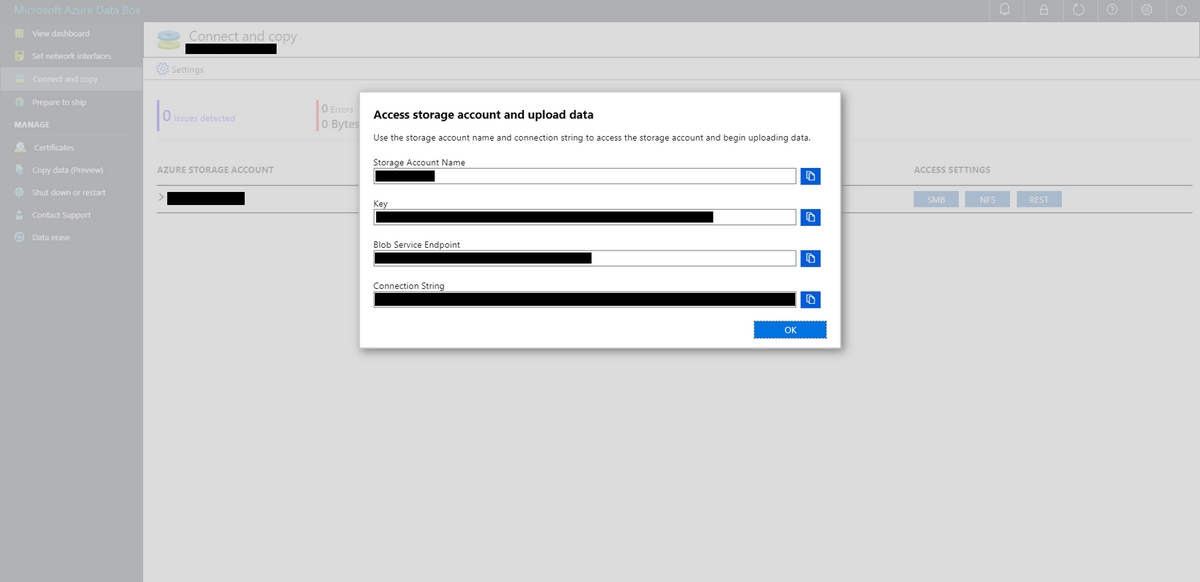 Microsoft Azure Data Box
View dashboard
Set network interfaces
Connect and copy
Prepare to ship
MANAGE
Certificates
Copy data (Preview)
Shut down or restart
Contact Support
Data erase
Connect and copy
Settings
0 Issues detected
0 Errors
0 Bytes
AZURE STORAGE ACCOUNT
ACCESS SETTINGS
SMB NFS REST
Access storage account and upload data
Use the storage account name and connection string to access the storage account and begin uploading data.
Storage Account Name
Key
Blob Service Endpoint
Connection String
OK